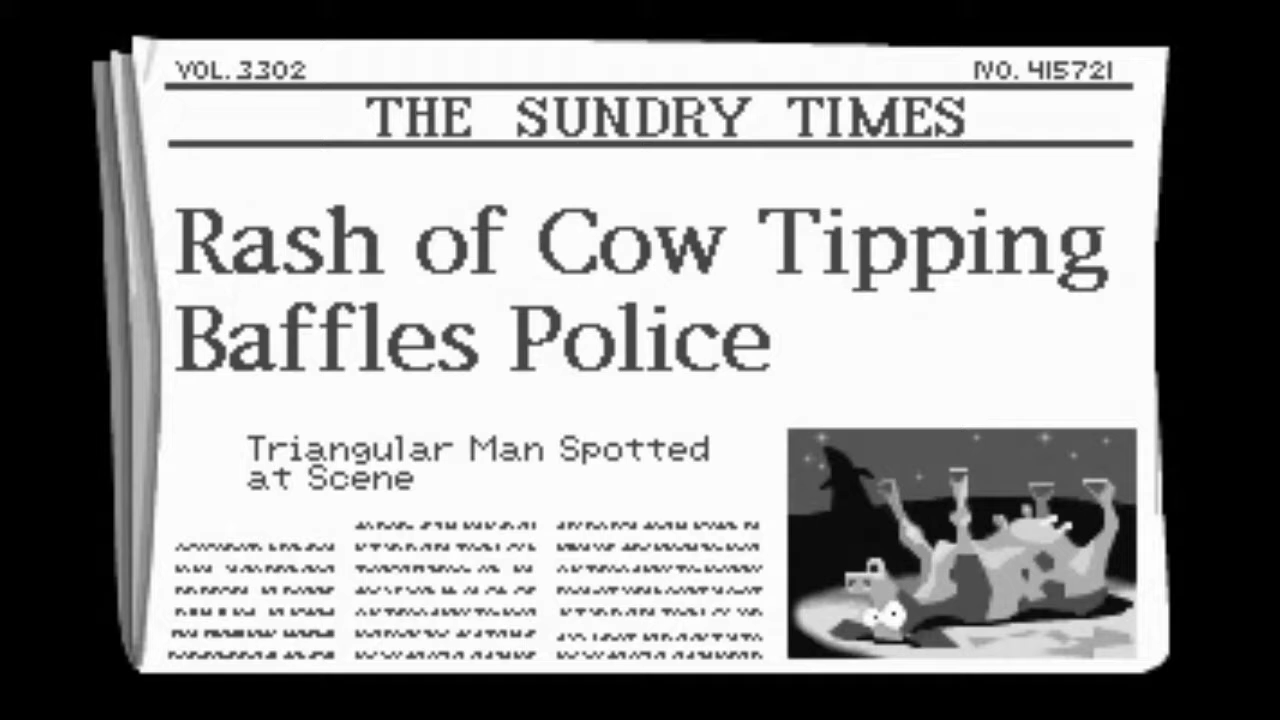 VOL. 3302
NO. 415721
THE SUNDRY TIMES
Rash of Cow Tipping
Baffles Police
Triangular Man Spotted
at Scene